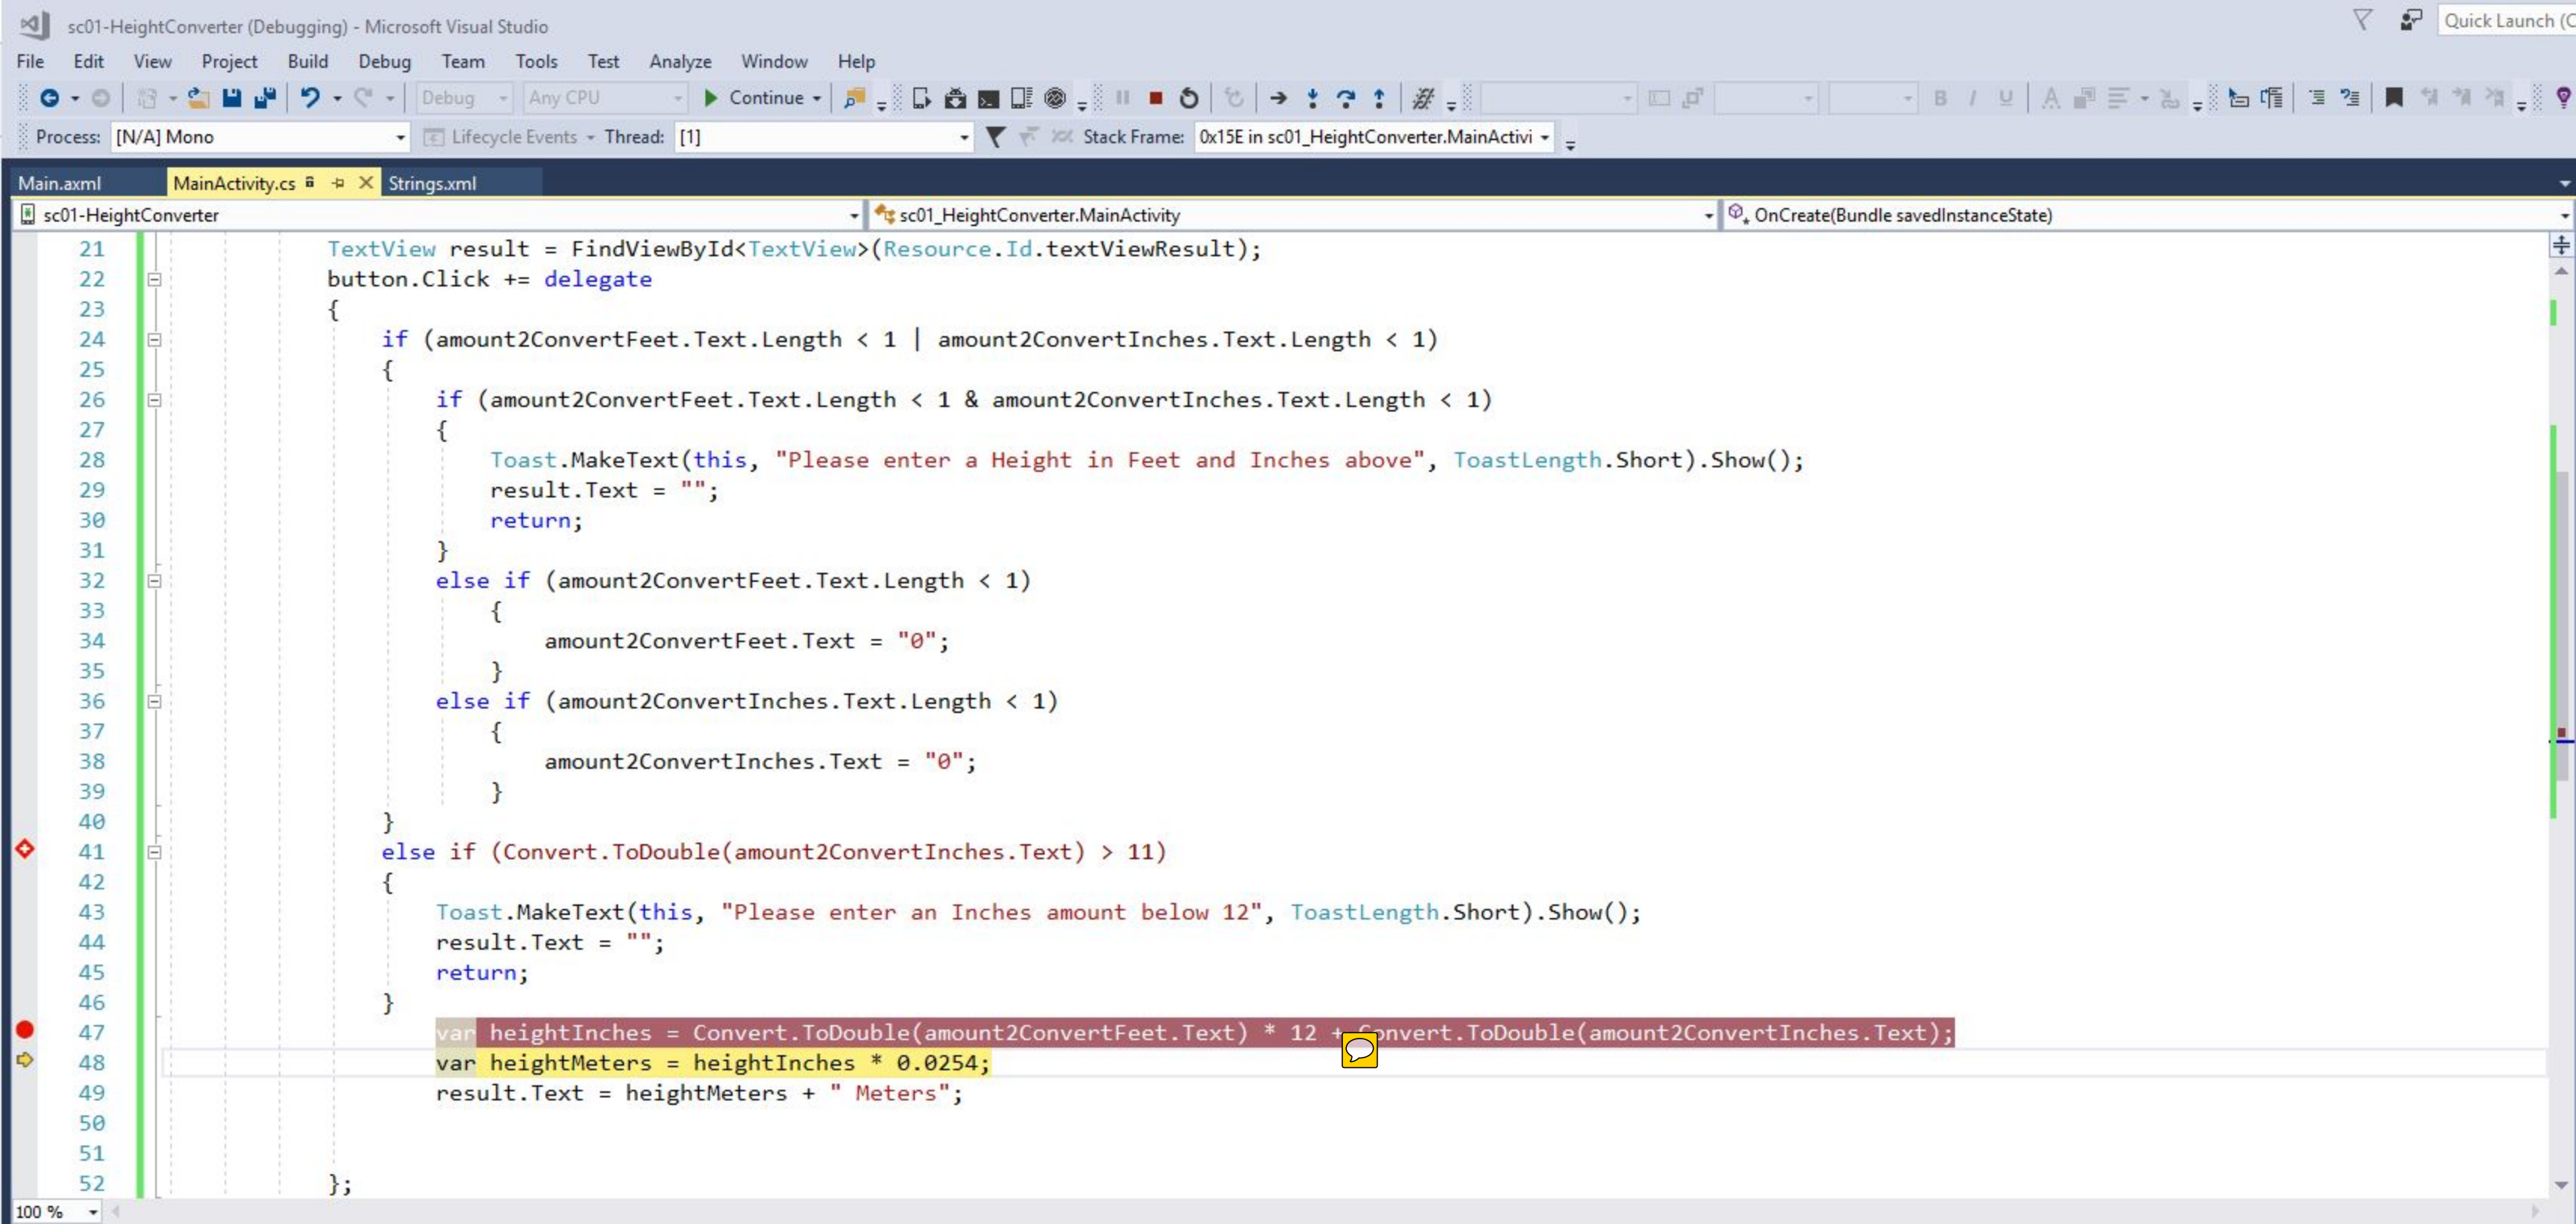 sc01-HeightConverter (Debugging) - Microsoft Visual Studio
Quick Launch (C
File Edit View Project Build Debug Team Tools Test Analyze Window Help
Debug Any CPU Continue
Process: [N/A] Mono Lifecycle Events Thread: [1] Stack Frame: 0x15E in sc01_HeightConverter.MainActivi
Main.axml MainActivity.cs Strings.xml
sc01-HeightConverter sc01_HeightConverter.MainActivity OnCreate(Bundle savedInstanceState)
21 TextView result = FindViewById<TextView>(Resource.Id.textViewResult);
22 button.Click += delegate
23 {
24 if (amount2ConvertFeet.Text.Length < 1 | amount2ConvertInches.Text.Length < 1)
25 {
26 if (amount2ConvertFeet.Text.Length < 1 & amount2ConvertInches.Text.Length < 1)
27 {
28 Toast.MakeText(this, "Please enter a Height in Feet and Inches above", ToastLength.Short).Show();
29 result.Text = "";
30 return;
31 }
32 else if (amount2ConvertFeet.Text.Length < 1)
33 {
34 amount2ConvertFeet.Text = "0";
35 }
36 else if (amount2ConvertInches.Text.Length < 1)
37 {
38 amount2ConvertInches.Text = "0";
39 }
40 }
41 else if (Convert.ToDouble(amount2ConvertInches.Text) > 11)
42 {
43 Toast.MakeText(this, "Please enter an Inches amount below 12", ToastLength.Short).Show();
44 result.Text = "";
45 return;
46 }
47 var heightInches = Convert.ToDouble(amount2ConvertFeet.Text) * 12 + Convert.ToDouble(amount2ConvertInches.Text);
48 var heightMeters = heightInches * 0.0254;
49 result.Text = heightMeters + " Meters";
50
51
52 };
100 %